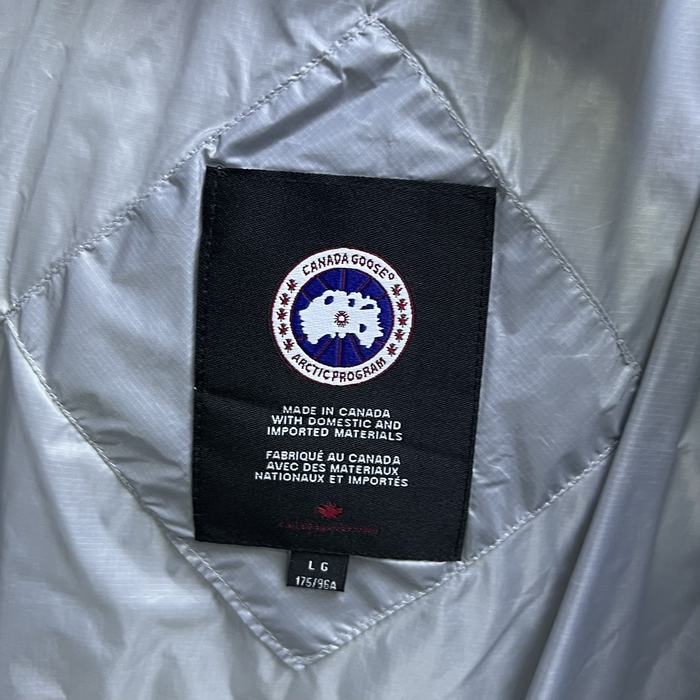 CANADA GOOSE®
ARCTIC PROGRAM
MADE IN CANADA
WITH DOMESTIC AND
IMPORTED MATERIALS
FABRIQUÉ AU CANADA
AVEC DES MATERIAUX
NATIONAUX ET IMPORTÉS
LG
175/96A